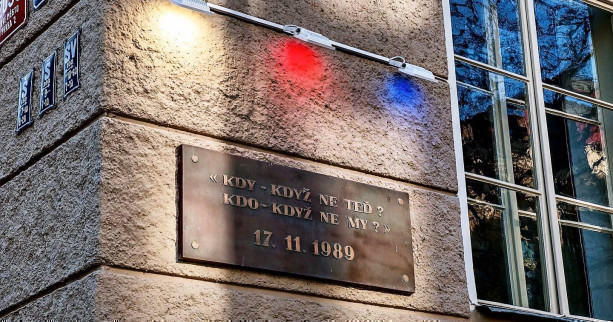 « KDY - KDYŽ NE TEĎ ?
KDO - KDYŽ NE MY ? »
17. 11. 1989